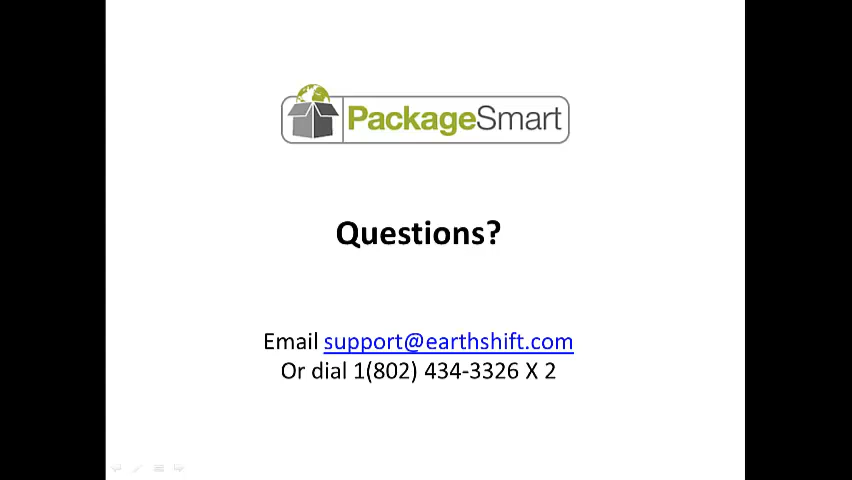 PackageSmart
Questions?
Email support@earthshift.com
Or dial 1(802) 434-3326 X 2